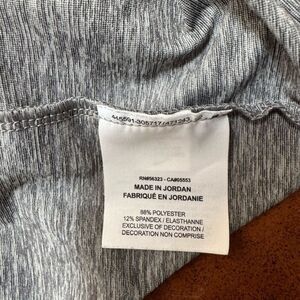 RN#56323 - CA#05553
MADE IN JORDAN
FABRIQUÉ EN JORDANIE
88% POLYESTER
12% SPANDEX / ELASTHANNE
EXCLUSIVE OF DECORATION /
DECORATION NON COMPRISE